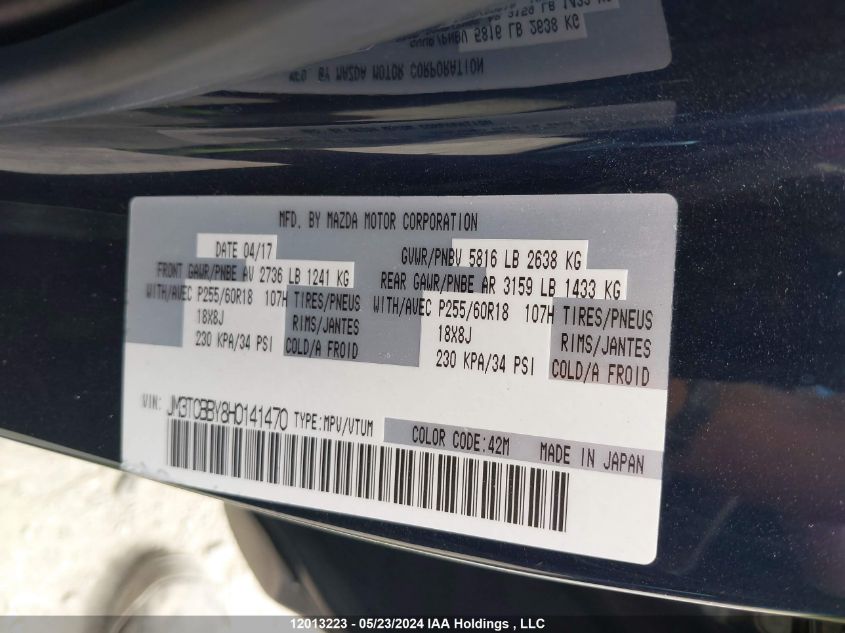 MFD. BY MAZDA MOTOR CORPORATION
DATE 04/17 GVWR/PNBV 5816 LB 2638 KG
FRONT GAWR/PNBE AV 2736 LB 1241 KG REAR GAWR/PNBE AR 3159 LB 1433 KG
WITH/AVEC P255/60R18 107H TIRES/PNEUS WITH/AVEC P255/60R18 107H TIRES/PNEUS
18X8J RIMS/JANTES 18X8J RIMS/JANTES
230 KPA/34 PSI COLD/A FROID 230 KPA/34 PSI COLD/A FROID
VIN: JM3TCBBY8H0141470 TYPE:MPV/VTUM COLOR CODE:42M MADE IN JAPAN
12013223 - 05/23/2024 IAA Holdings , LLC